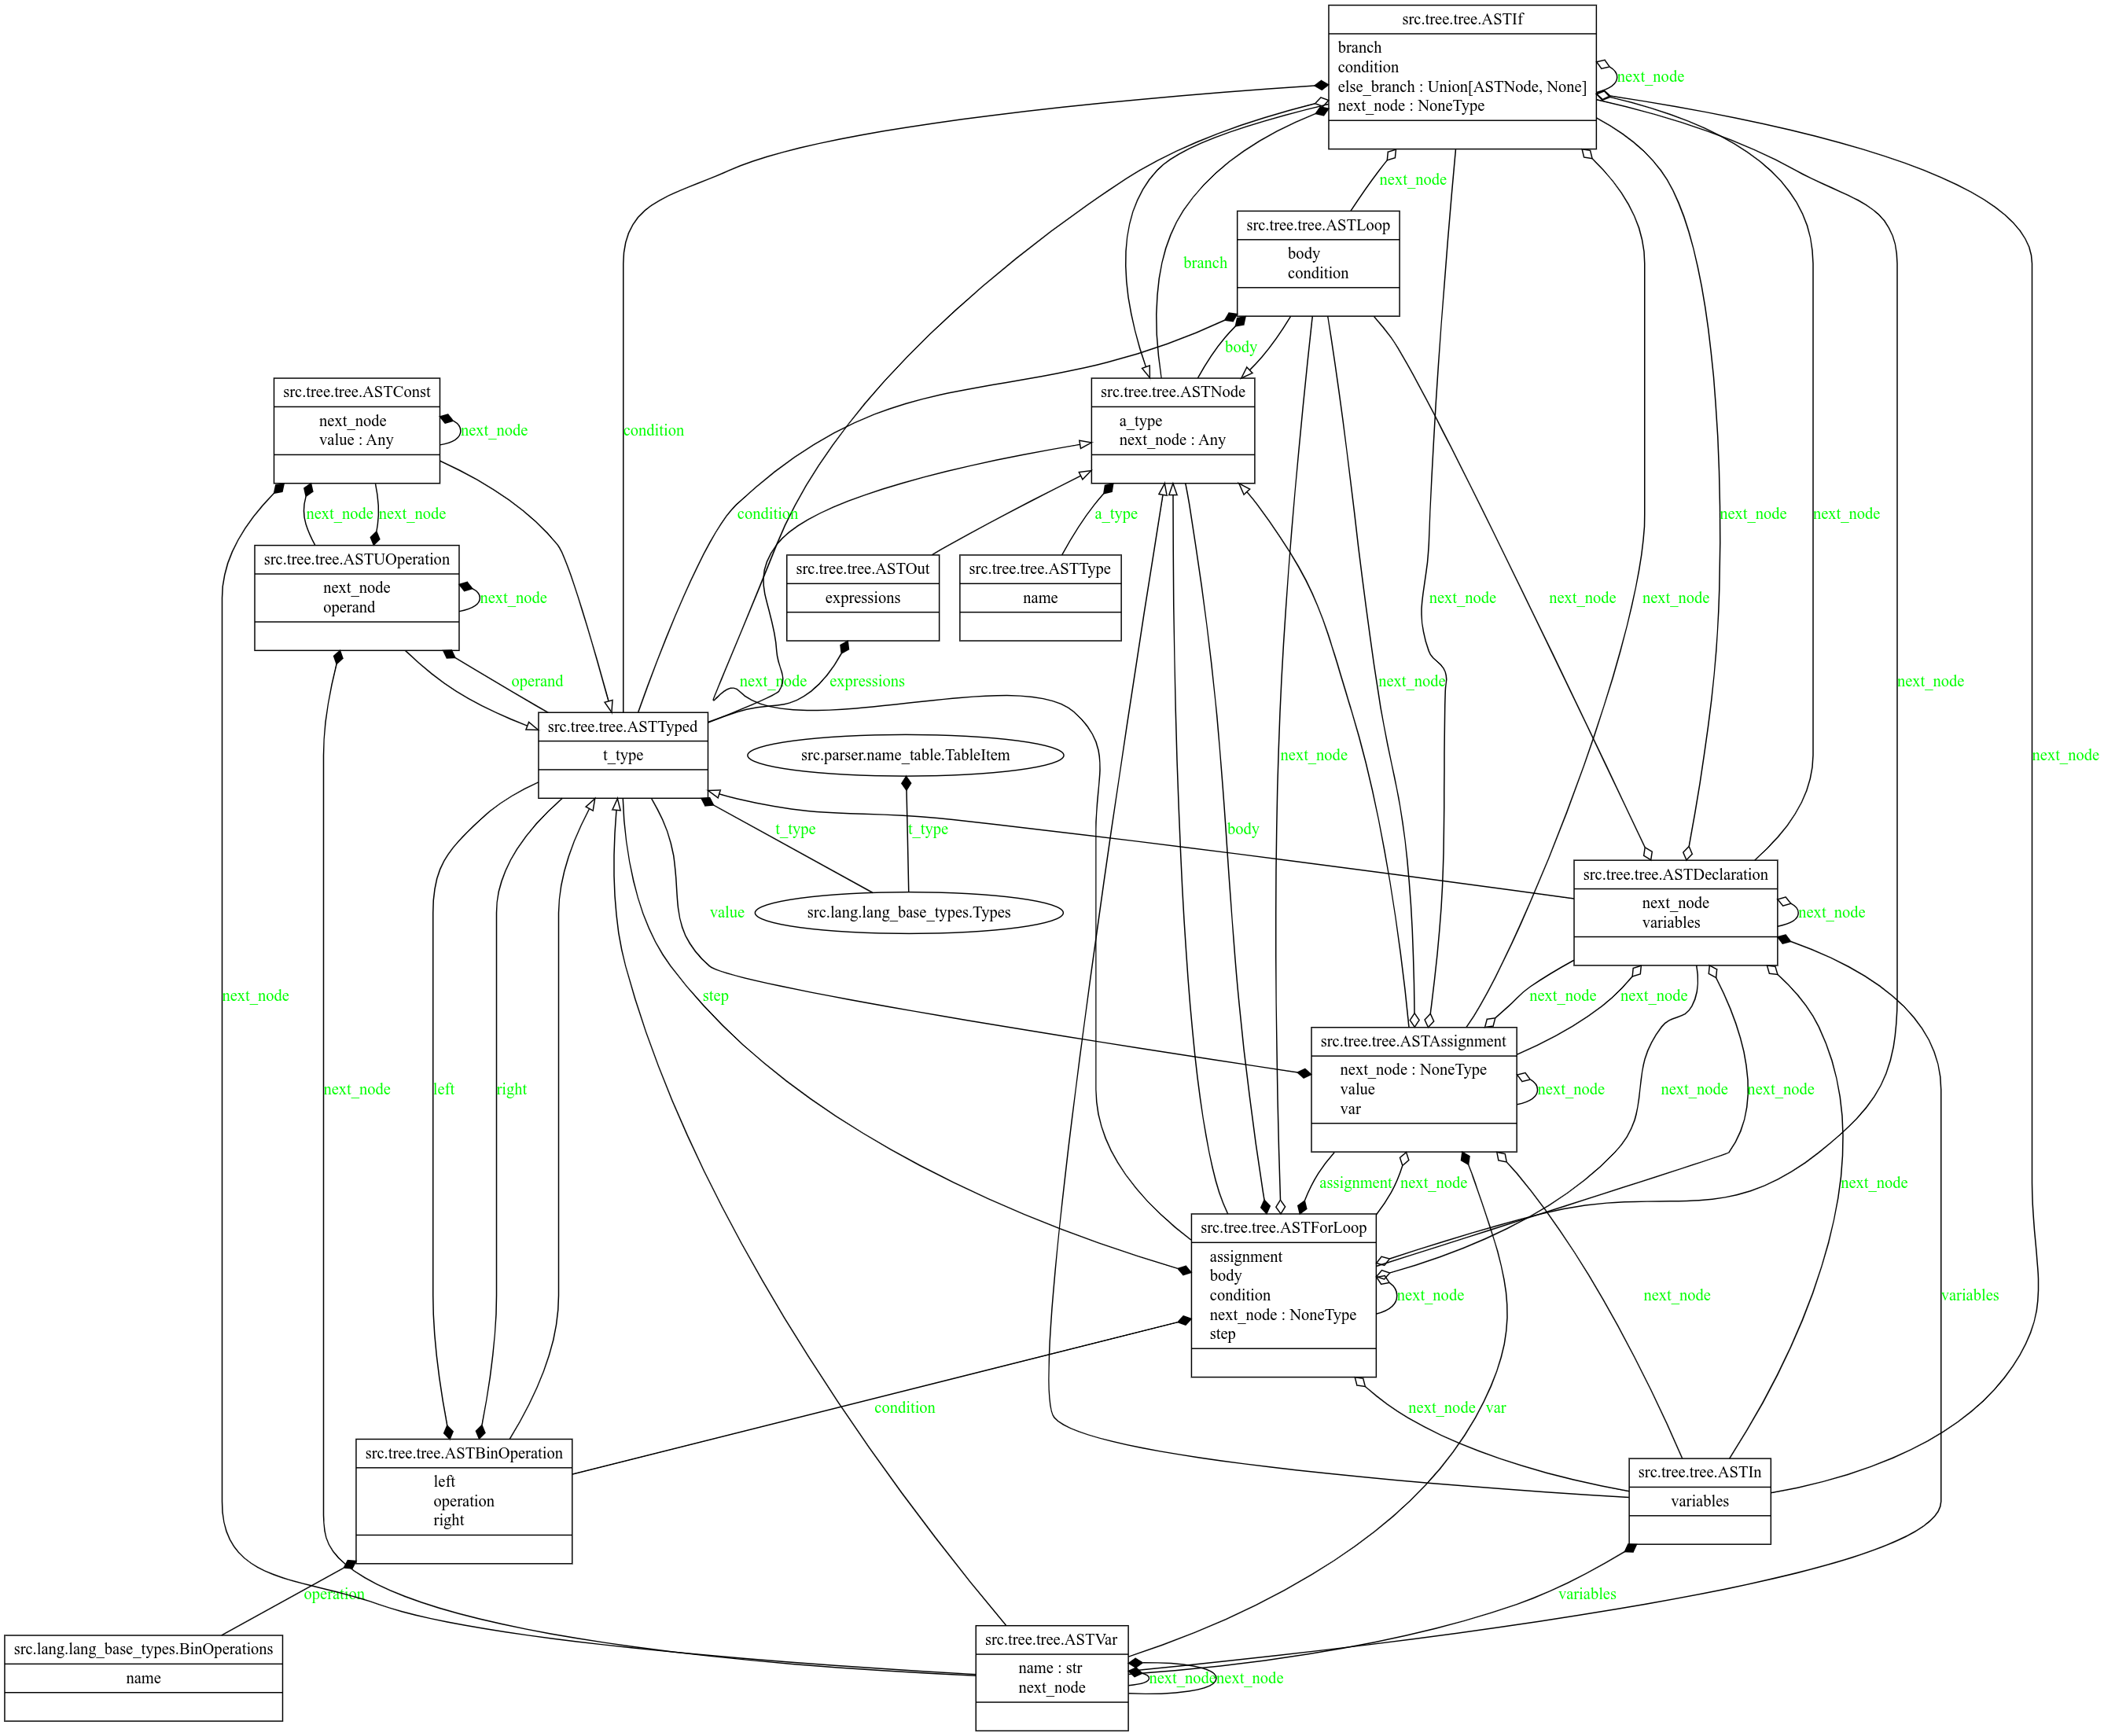 src.tree.tree.ASTIf
branch
condition
else_branch : Union[ASTNode, None]
next_node : NoneType
next_node
next_node
src.tree.tree.ASTLoop
body
condition
branch
body
src.tree.tree.ASTConst
next_node
value : Any
next_node
condition
src.tree.tree.ASTNode
a_type
next_node : Any
next_node
next_node
condition
a_type
next_node
next_node
src.tree.tree.ASTUOperation
next_node
operand
next_node
src.tree.tree.ASTOut
expressions
src.tree.tree.ASTType
name
next_node
next_node
next_node
operand
next_node
expressions
next_node
next_node
src.tree.tree.ASTTyped
t_type
src.parser.name_table.TableItem
next_node
next_node
t_type
t_type
body
value
src.lang.lang_base_types.Types
src.tree.tree.ASTDeclaration
next_node
variables
next_node
next_node
step
next_node
next_node
src.tree.tree.ASTAssignment
next_node : NoneType
value
var
next_node
next_node
left
right
next_node
next_node
assignment
next_node
next_node
src.tree.tree.ASTForLoop
assignment
body
condition
next_node : NoneType
step
next_node
next_node
variables
condition
next_node
var
src.tree.tree.ASTBinOperation
left
operation
right
src.tree.tree.ASTIn
variables
operation
variables
src.lang.lang_base_types.BinOperations
name
src.tree.tree.ASTVar
name : str
next_node
next_node
next_node